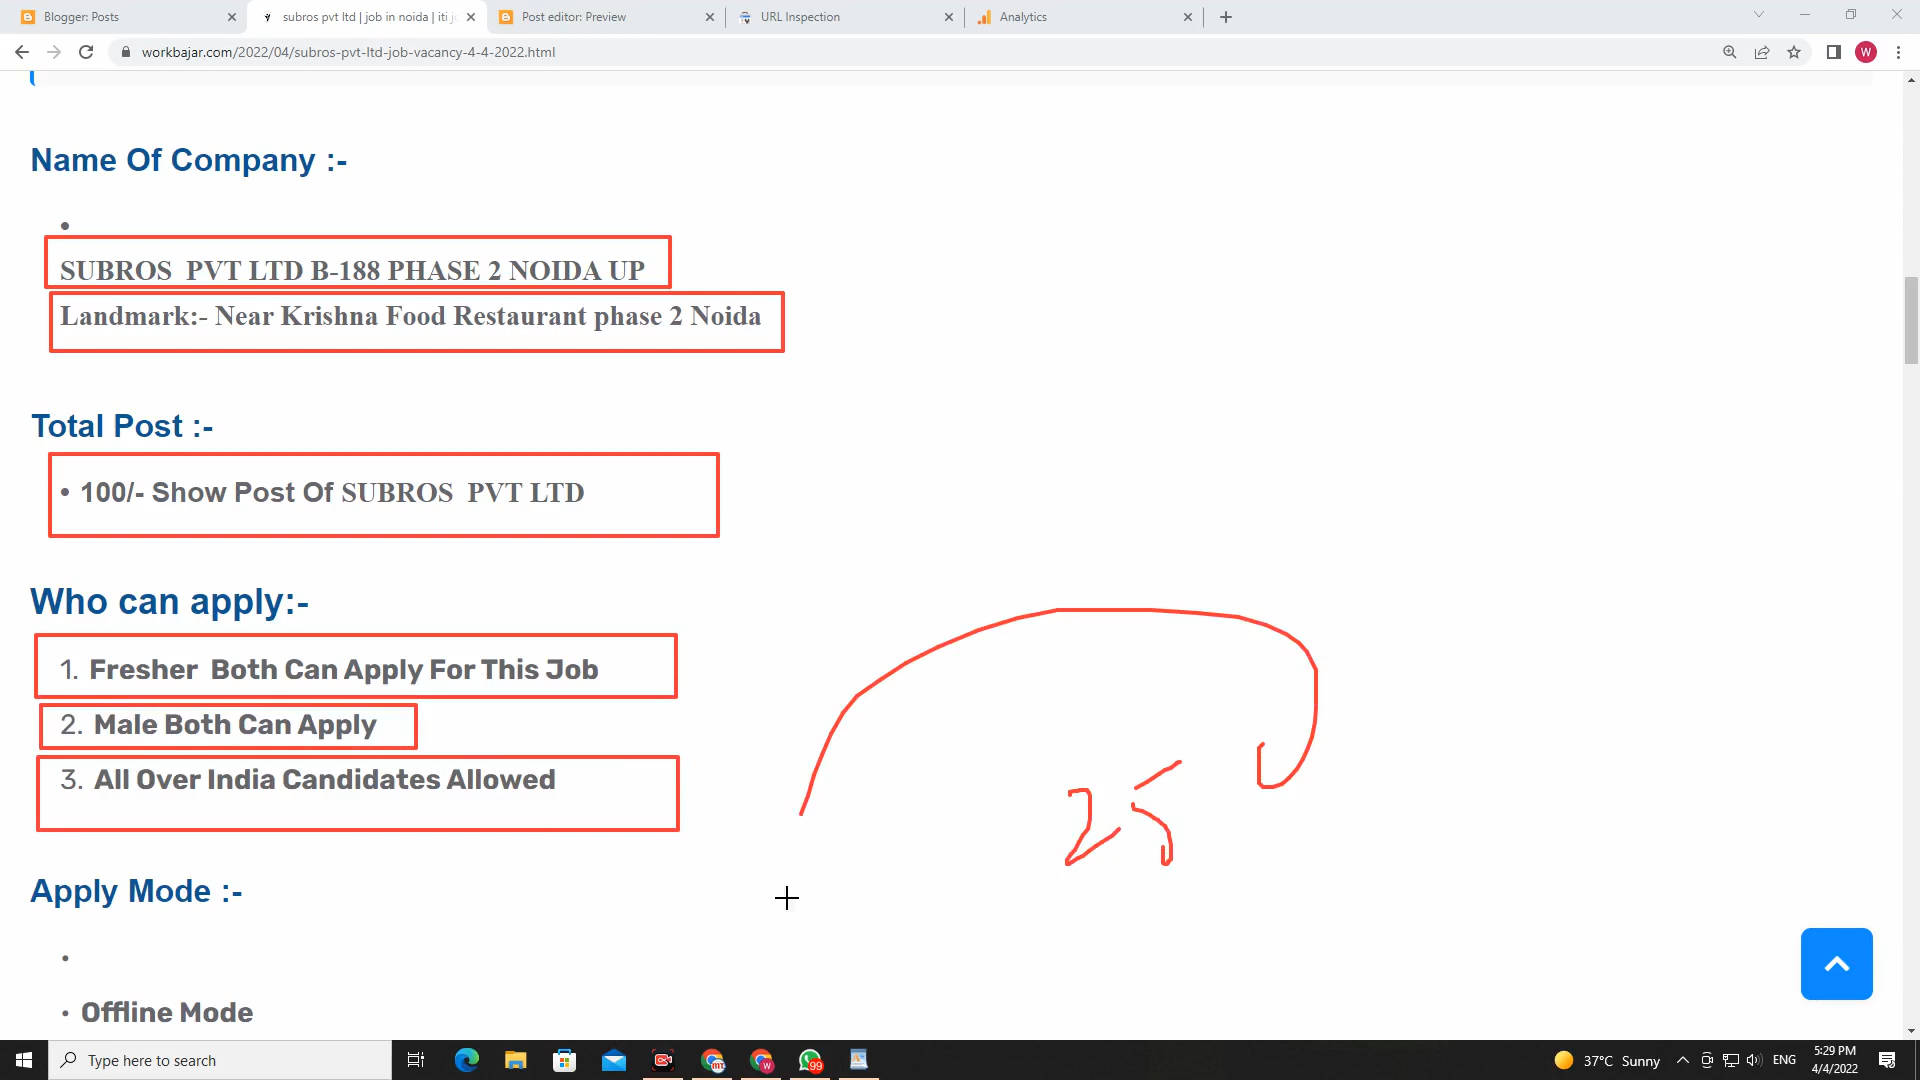 Blogger: Posts
subros pvt ltd | job in noida | iti jo
Post editor: Preview
URL Inspection
Analytics
workbajar.com/2022/04/subros-pvt-ltd-job-vacancy-4-4-2022.html
W
Name Of Company :-
SUBROS PVT LTD B-188 PHASE 2 NOIDA UP
Landmark:- Near Krishna Food Restaurant phase 2 Noida
Total Post :-
• 100/- Show Post Of SUBROS PVT LTD
Who can apply:-
1. Fresher Both Can Apply For This Job
2. Male Both Can Apply
3. All Over India Candidates Allowed
25
Apply Mode :-
• Offline Mode
Type here to search
99
37°C Sunny
ENG
5:29 PM
4/4/2022